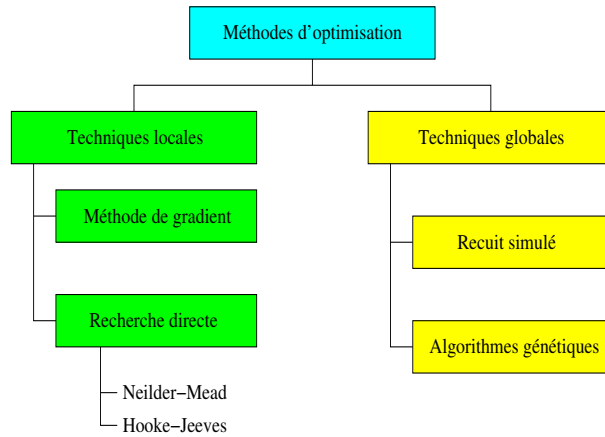 Méthodes d'optimisation
Techniques locales
Techniques globales
Méthode de gradient
Recuit simulé
Recherche directe
Algorithmes génétiques
Neilder−Mead
Hooke−Jeeves